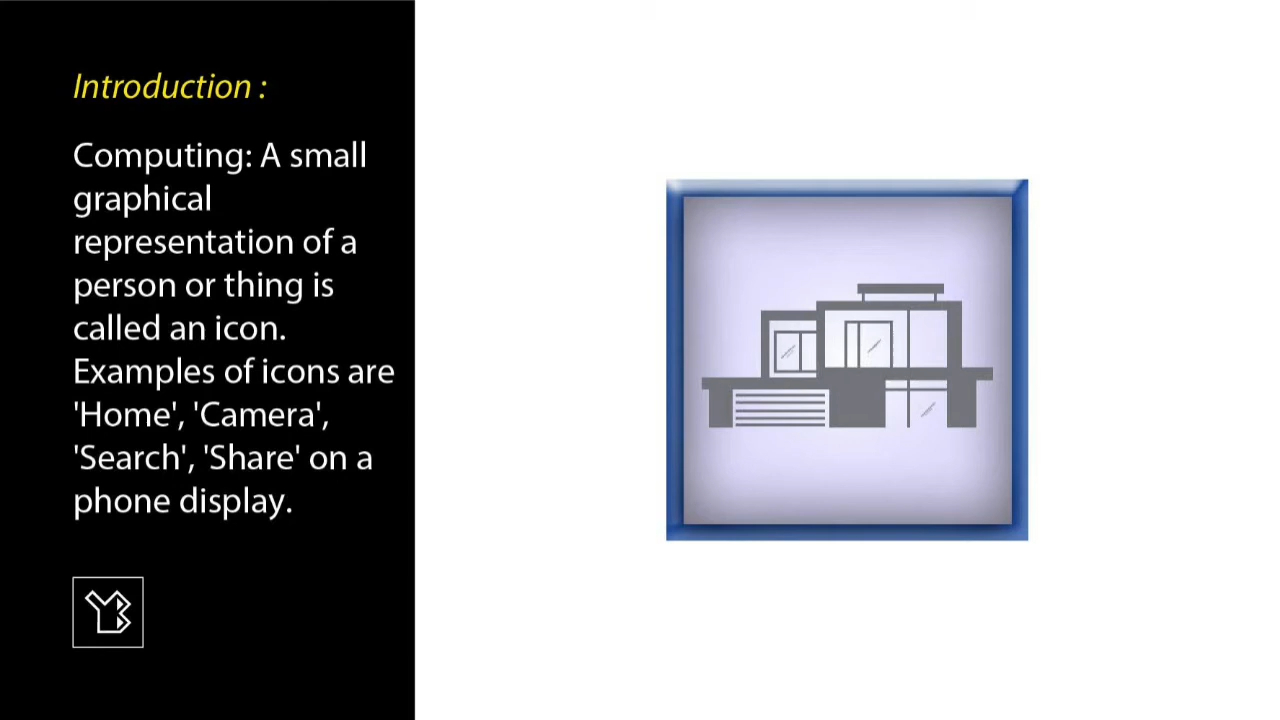 Introduction :
Computing: A small
graphical
representation of a
person or thing is
called an icon.
Examples of icons are
'Home', 'Camera',
'Search', 'Share' on a
phone display.